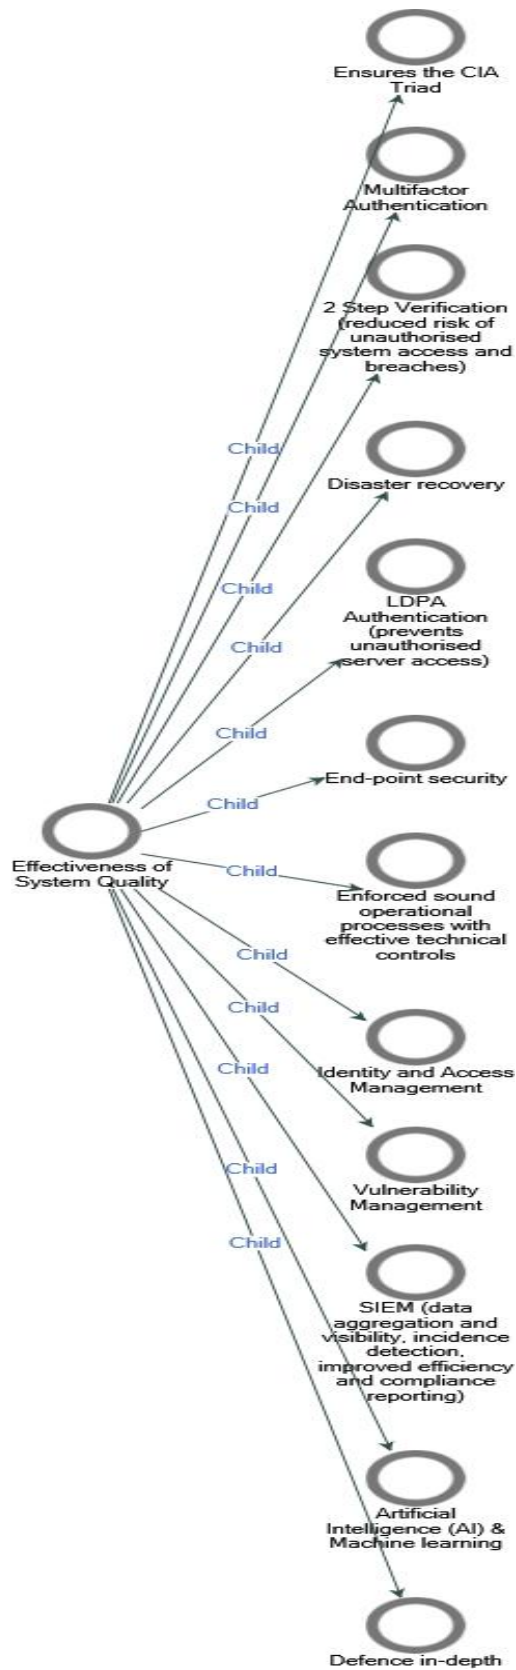 Ensures the CIA
Triad
Multifactor
Authentication
2 Step Verification
(reduced risk of
unauthorised
system access and
breaches)
Child
Disaster recovery
Child
Child
LDPA
Authentication
(prevents
unauthorised
server access)
Child
Child
End-point security
Child
Effectiveness of
System Quality
Child
Enforced sound
operational
processes with
effective technical
controls
Child
Child
Identity and Access
Management
Child
Child
Vulnerability
Management
Child
SIEM (data
aggregation and
visibility, incidence
detection,
improved efficiency
and compliance
reporting)
Artificial
Intelligence (AI) &
Machine learning
Defence in-depth